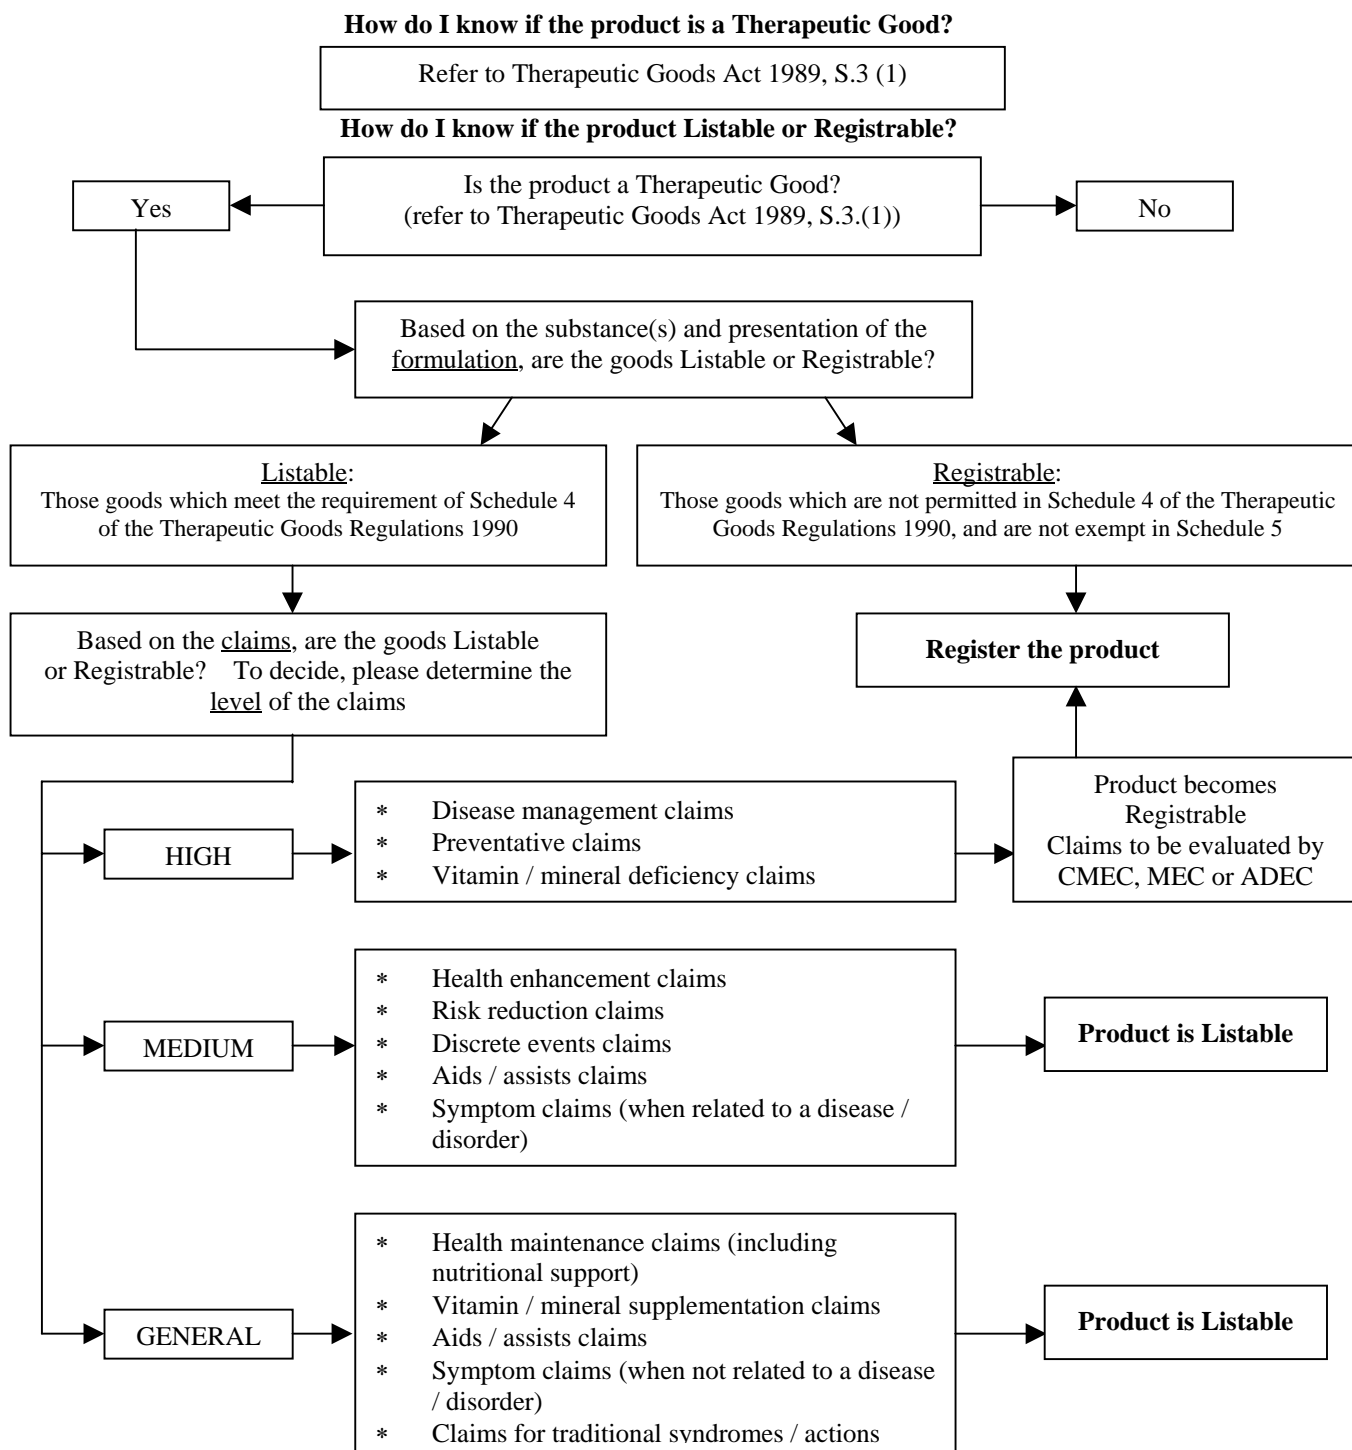 How do I know if the product is a Therapeutic Good?
Refer to Therapeutic Goods Act 1989, S.3 (1)
How do I know if the product Listable or Registrable?
Yes
Is the product a Therapeutic Good?
(refer to Therapeutic Goods Act 1989, S.3.(1))
No
Based on the substance(s) and presentation of the
formulation, are the goods Listable or Registrable?
Listable:
Those goods which meet the requirement of Schedule 4
of the Therapeutic Goods Regulations 1990
Registrable:
Those goods which are not permitted in Schedule 4 of the Therapeutic
Goods Regulations 1990, and are not exempt in Schedule 5
Based on the claims, are the goods Listable
or Registrable? To decide, please determine the
level of the claims
Register the product
HIGH
* Disease management claims
* Preventative claims
* Vitamin / mineral deficiency claims
Product becomes
Registrable
Claims to be evaluated by
CMEC, MEC or ADEC
MEDIUM
* Health enhancement claims
* Risk reduction claims
* Discrete events claims
* Aids / assists claims
* Symptom claims (when related to a disease /
disorder)
Product is Listable
GENERAL
* Health maintenance claims (including
nutritional support)
* Vitamin / mineral supplementation claims
* Aids / assists claims
* Symptom claims (when not related to a disease
/ disorder)
* Claims for traditional syndromes / actions
Product is Listable